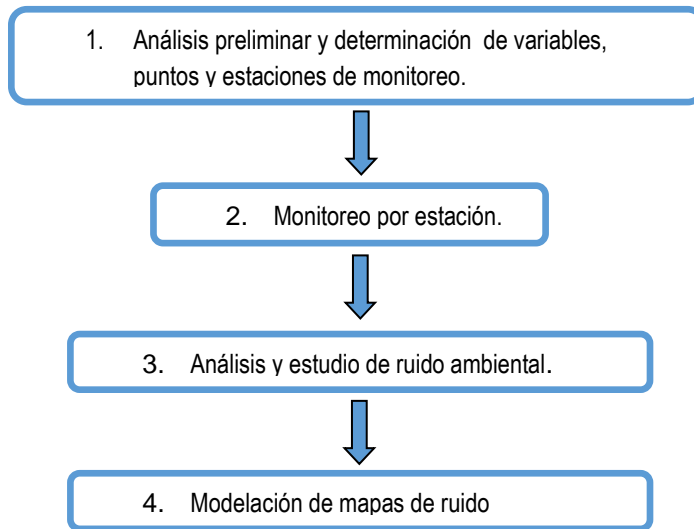 1. Análisis preliminar y determinación de variables,
puntos y estaciones de monitoreo.
2. Monitoreo por estación.
3. Análisis y estudio de ruido ambiental.
4. Modelación de mapas de ruido